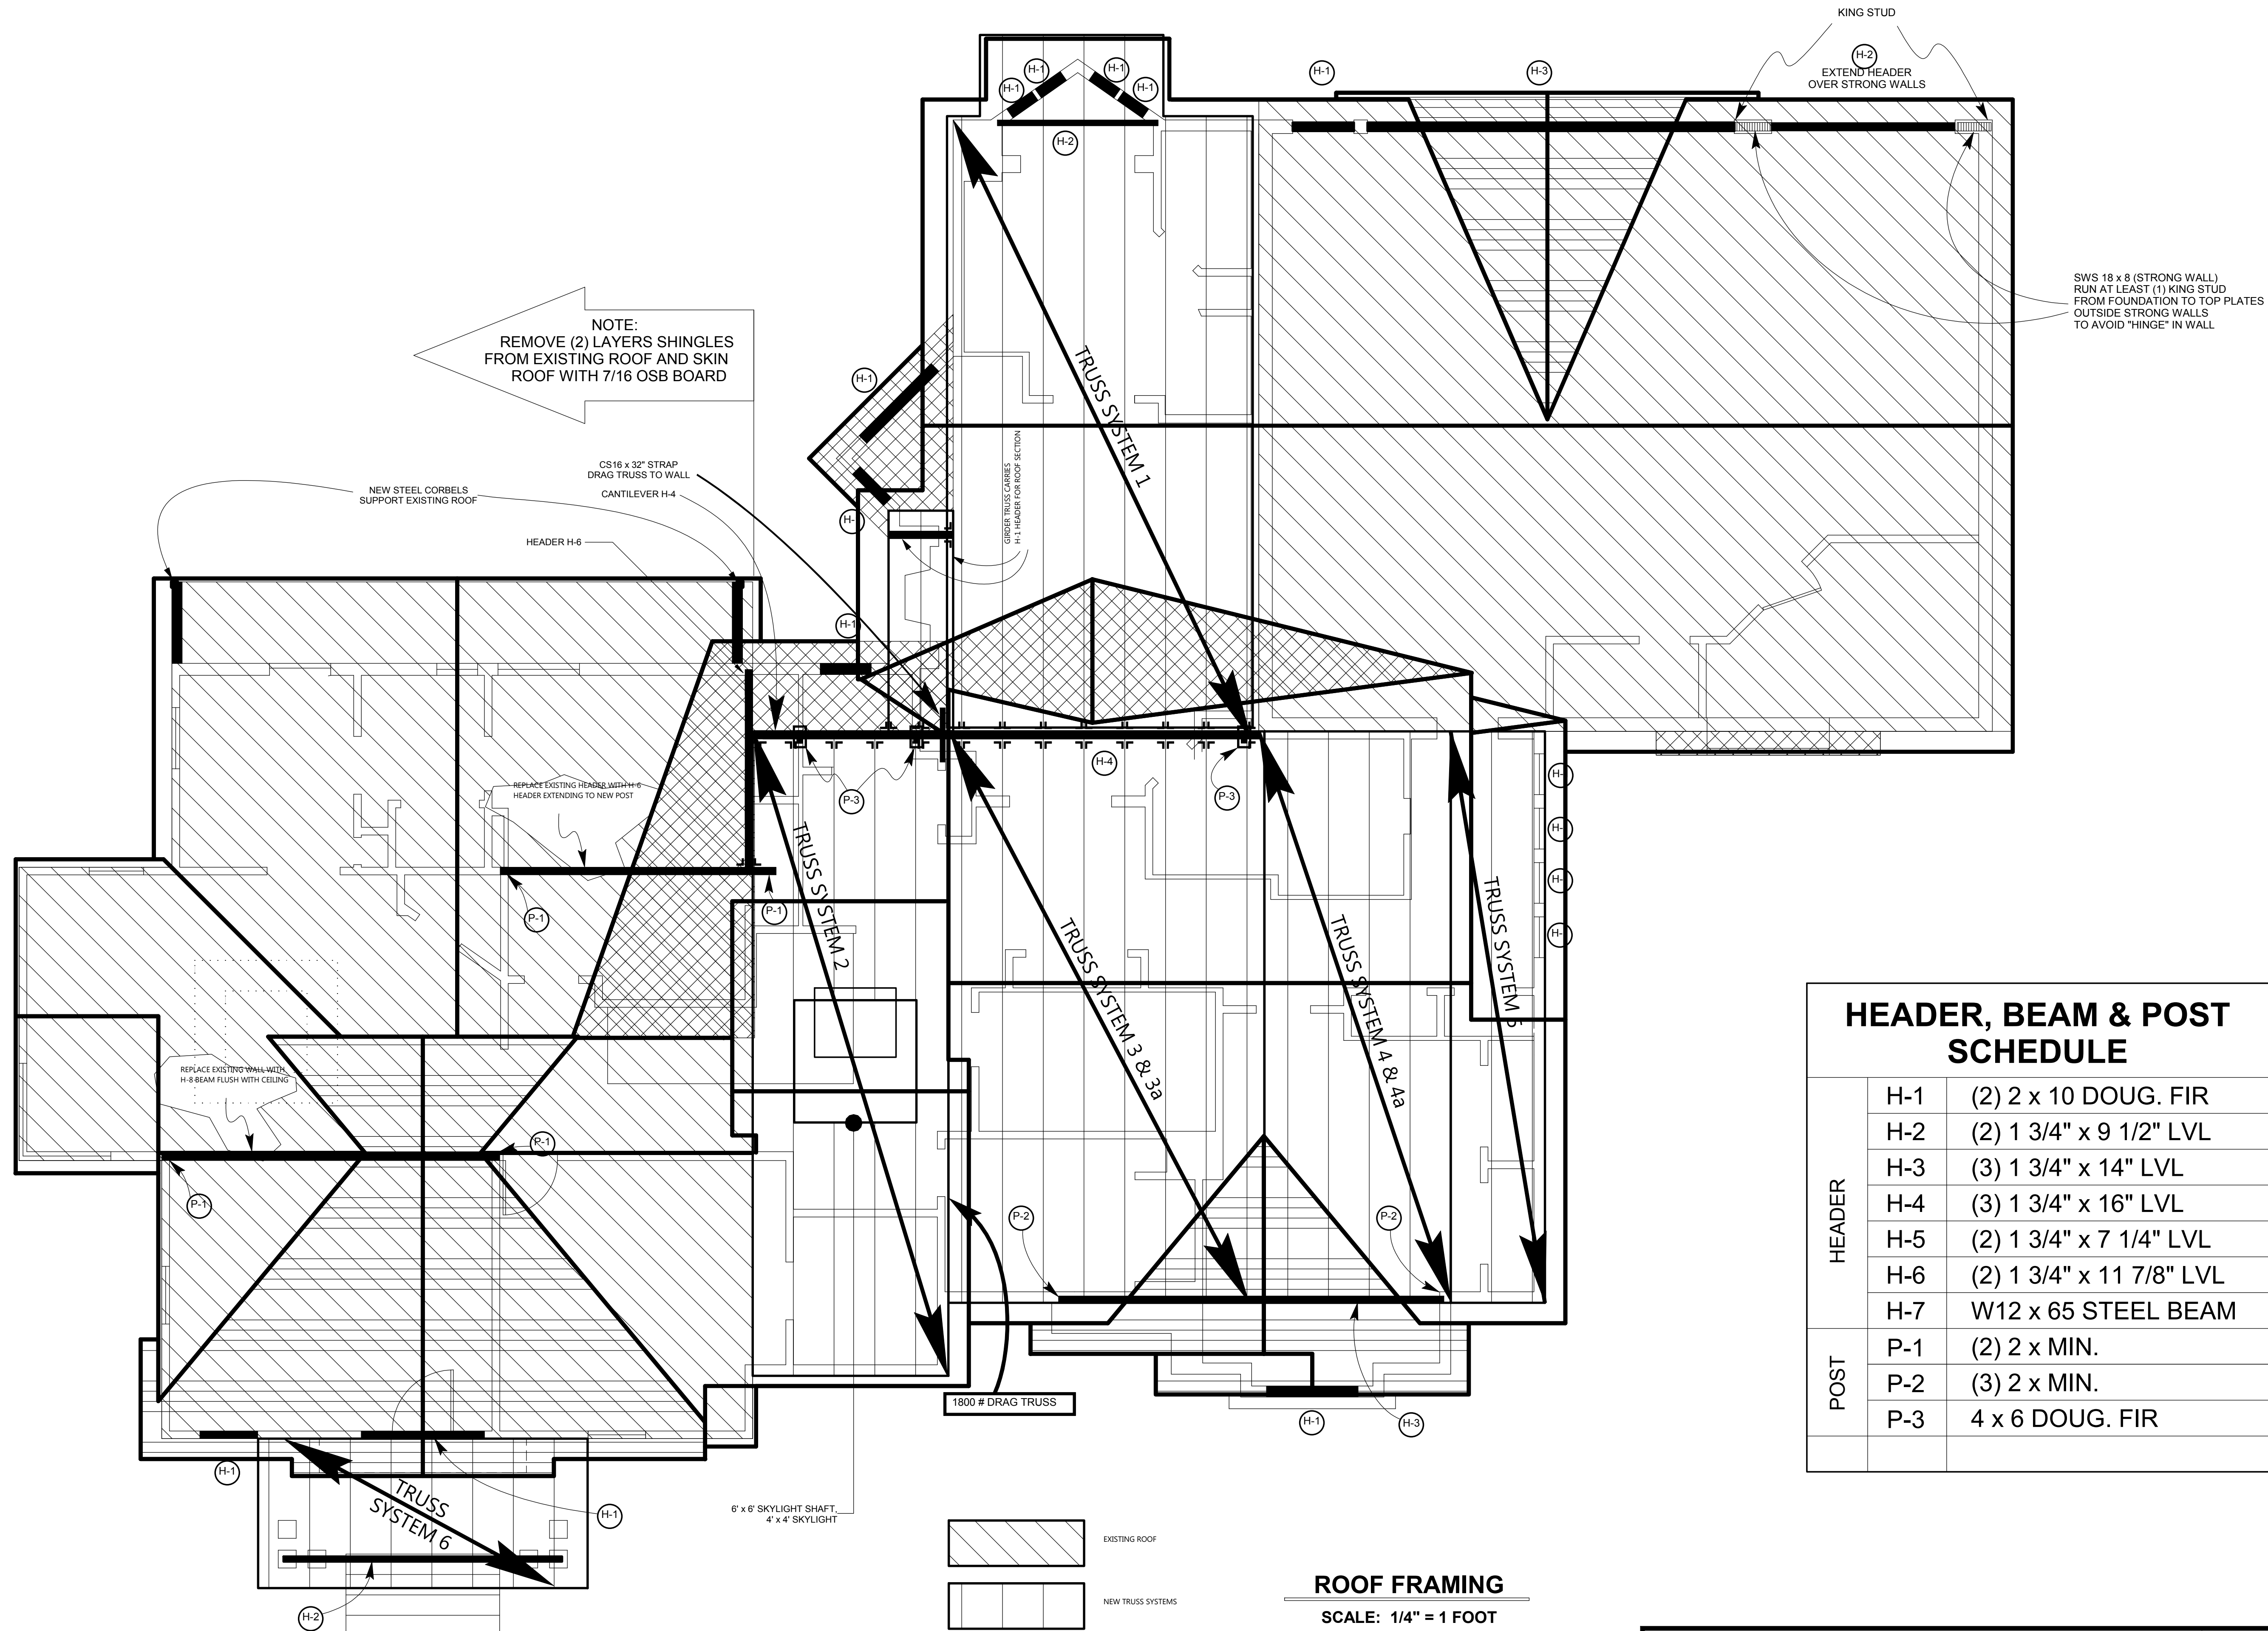 KING STUD
H-1
H-1
H-1
H-1
H-1
H-3
H-2
EXTEND HEADER
OVER STRONG WALLS
H-2
SWS 18 x 8 (STRONG WALL)
RUN AT LEAST (1) KING STUD
FROM FOUNDATION TO TOP PLATES
OUTSIDE STRONG WALLS
TO AVOID "HINGE" IN WALL
NOTE:
REMOVE (2) LAYERS SHINGLES
FROM EXISTING ROOF AND SKIN
ROOF WITH 7/16 OSB BOARD
TRUSS SYSTEM 1
H-1
CS16 x 32" STRAP
DRAG TRUSS TO WALL
CANTILEVER H-4
NEW STEEL CORBELS
SUPPORT EXISTING ROOF
HEADER H-6
GIRDER TRUSS CARRIES
H-1 HEADER FOR ROOF SECTION
H-
H-1
H-4
H-
P-3
P-3
REPLACE EXISTING HEADER WITH H-6
HEADER EXTENDING TO NEW POST
H-
H-
H-
P-1
P-1
TRUSS SYSTEM 2
TRUSS SYSTEM 3 & 3a
TRUSS SYSTEM 4 & 4a
TRUSS SYSTEM 5
REPLACE EXISTING WALL WITH
H-8 BEAM FLUSH WITH CEILING
P-1
P-1
P-2
P-2
HEADER, BEAM & POST
SCHEDULE
HEADER
H-1 (2) 2 x 10 DOUG. FIR
H-2 (2) 1 3/4" x 9 1/2" LVL
H-3 (3) 1 3/4" x 14" LVL
H-4 (3) 1 3/4" x 16" LVL
H-5 (2) 1 3/4" x 7 1/4" LVL
H-6 (2) 1 3/4" x 11 7/8" LVL
H-7 W12 x 65 STEEL BEAM
POST
P-1 (2) 2 x MIN.
P-2 (3) 2 x MIN.
P-3 4 x 6 DOUG. FIR
1800 # DRAG TRUSS
H-1
H-3
H-1
TRUSS
SYSTEM 6
H-1
H-2
6' x 6' SKYLIGHT SHAFT,
4' x 4' SKYLIGHT
EXISTING ROOF
NEW TRUSS SYSTEMS
ROOF FRAMING
SCALE: 1/4" = 1 FOOT